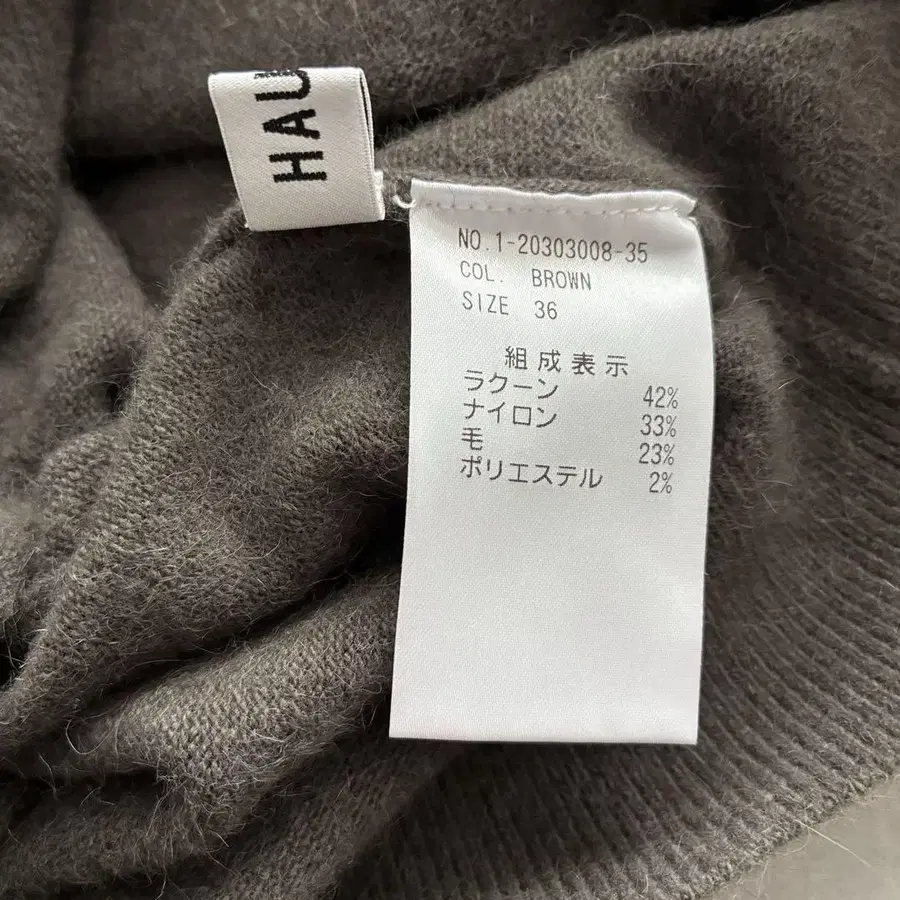 HAU
NO.1-20303008-35
COL. BROWN
SIZE 36
組成表示
ラクーン 42%
ナイロン 33%
毛 23%
ポリエステル 2%